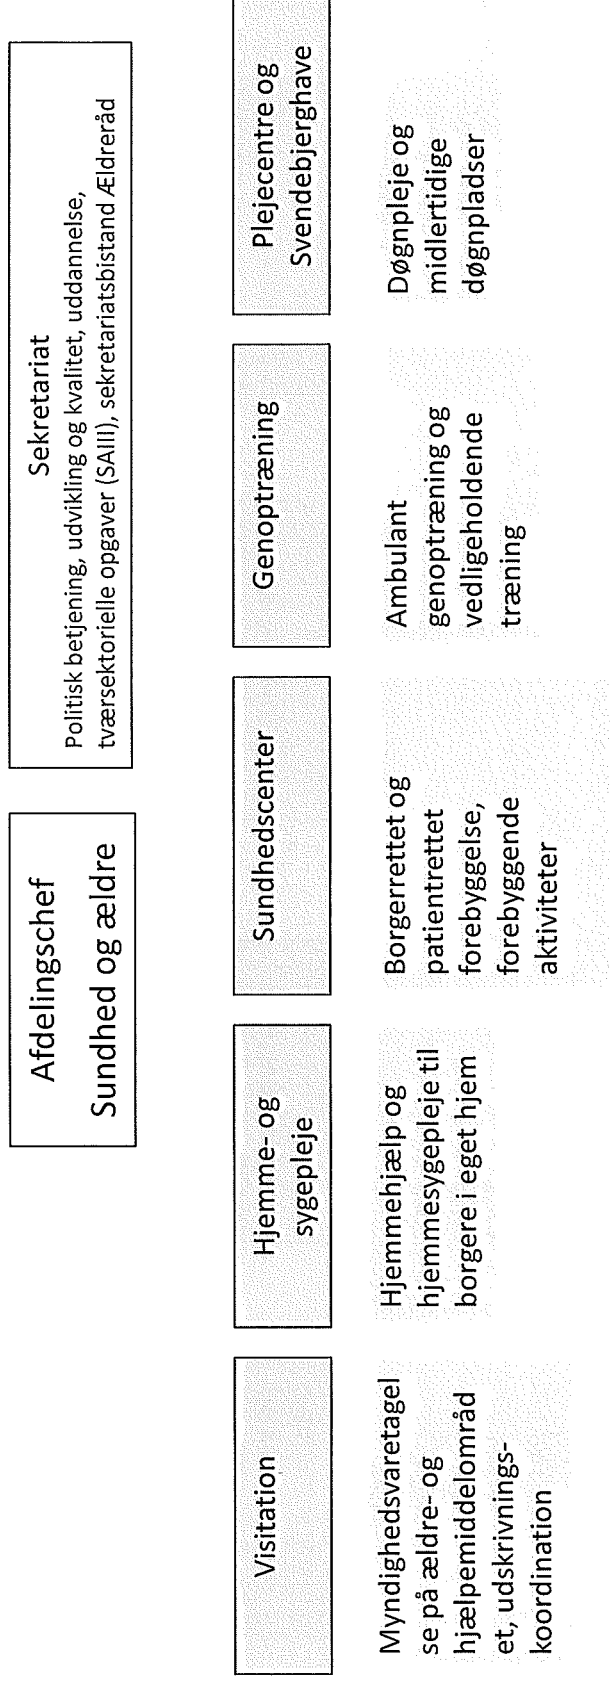 Afdelingschef
Sundhed og ældre
Sekretariat
Politisk betjening, udvikling og kvalitet, uddannelse,
tværsektorielle opgaver (SAIII), sekretariatsbistand Ældreråd
Visitation
Hjemme- og
sygepleje
Sundhedscenter
Genoptræning
Plejecentre og
Svendebjerghave
Myndighedsvaretagel
se på ældre- og
hjælpemiddelområd
et, udskrivnings-
koordination
Hjemmehjælp og
hjemmesygepleje til
borgere i eget hjem
Borgerrettet og
patientrettet
forebyggelse,
forebyggende
aktiviteter
Ambulant
genoptræning og
vedligeholdende
træning
Døgnpleje og
midlertidige
døgnpladser